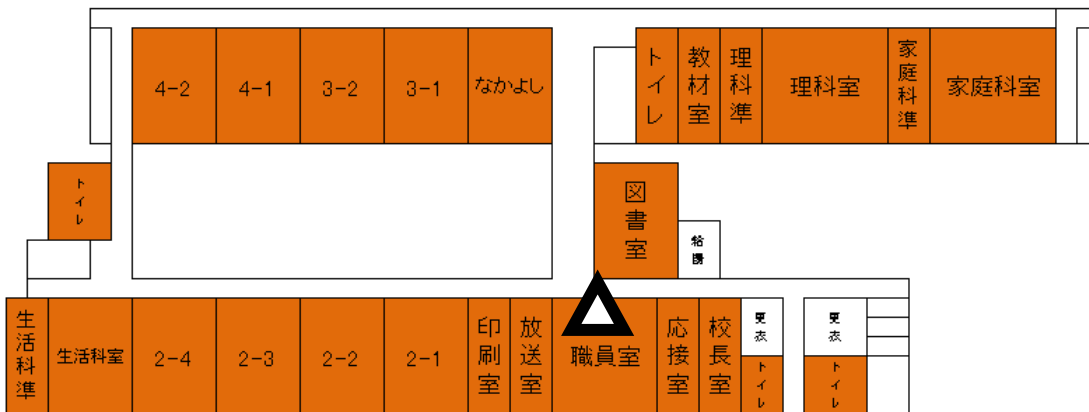 4-2
4-1
3-2
3-1
なかよし
トイレ
教材室
理科準
理科室
家庭科準
家庭科室
トイレ
図書室
生活科準
生活科室
2-4
2-3
2-2
2-1
印刷室
放送室
職員室
応接室
校長室
更衣
トイレ
更衣
トイレ